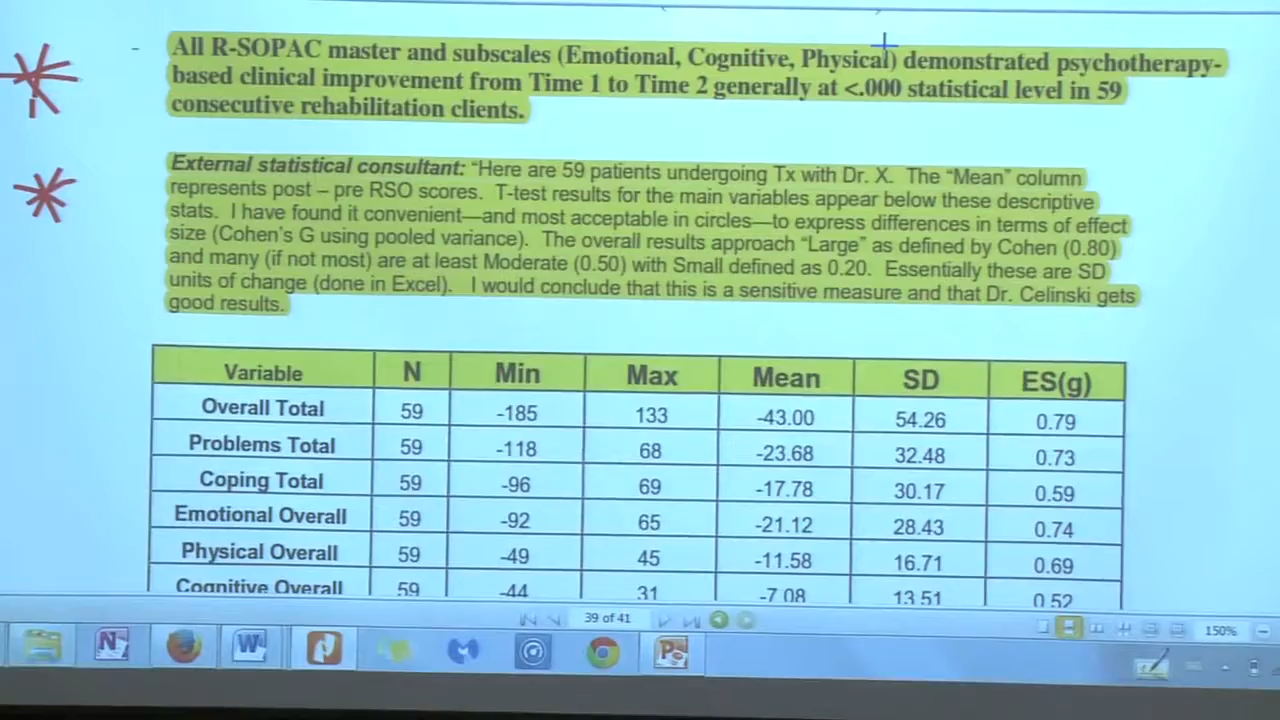 - All R-SOPAC master and subscales (Emotional, Cognitive, Physical) demonstrated psychotherapy-
based clinical improvement from Time 1 to Time 2 generally at <.000 statistical level in 59
consecutive rehabilitation clients.
External statistical consultant: "Here are 59 patients undergoing Tx with Dr. X. The "Mean" column
represents post – pre RSO scores. T-test results for the main variables appear below these descriptive
stats. I have found it convenient—and most acceptable in circles—to express differences in terms of effect
size (Cohen's G using pooled variance). The overall results approach "Large" as defined by Cohen (0.80)
and many (if not most) are at least Moderate (0.50) with Small defined as 0.20. Essentially these are SD
units of change (done in Excel). I would conclude that this is a sensitive measure and that Dr. Celinski gets
good results.
Variable N Min Max Mean SD ES(g)
Overall Total 59 -185 133 -43.00 54.26 0.79
Problems Total 59 -118 68 -23.68 32.48 0.73
Coping Total 59 -96 69 -17.78 30.17 0.59
Emotional Overall 59 -92 65 -21.12 28.43 0.74
Physical Overall 59 -49 45 -11.58 16.71 0.69
Cognitive Overall 59 -44 31 -7.08 13.51 0.52
39 of 41
150%